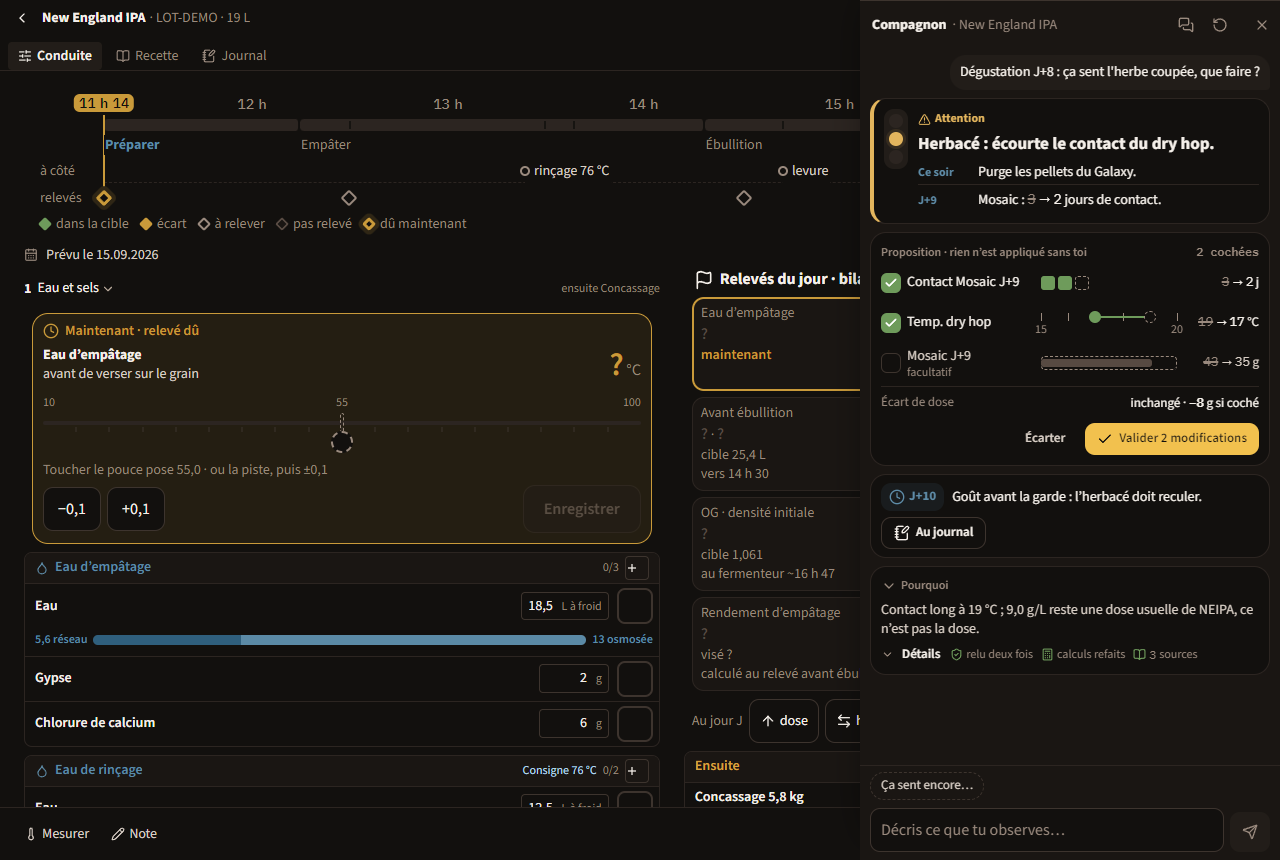 New England IPA · LOT-DEMO · 19 L
Conduite
Recette
Journal
11 h 14
12 h
13 h
14 h
15 h
Préparer
Empâter
Ébullition
à côté
rinçage 76 °C
levure
relevés
dans la cible
écart
à relever
pas relevé
dû maintenant
Prévu le 15.09.2026
1 Eau et sels
ensuite Concassage
Maintenant · relevé dû
Eau d’empâtage
avant de verser sur le grain
? °C
10
55
100
Toucher le pouce pose 55,0 · ou la piste, puis ±0,1
−0,1
+0,1
Enregistrer
Eau d’empâtage
0/3
+
Eau
18,5 L à froid
5,6 réseau
13 osmosée
Gypse
2 g
Chlorure de calcium
6 g
Eau de rinçage
Consigne 76 °C 0/2
+
Relevés du jour ·
Eau d’empâtage
?
maintenant
Avant ébullition
? · ?
cible 25,4 L
vers 14 h 30
OG · densité initiale
?
cible 1,061
au fermenteur ~16 h 47
Rendement d’empâtage
?
visé ?
calculé au relevé avant
Au jour J
dose
Ensuite
Concassage 5,8 kg
Mesurer
Note
Compagnon · New England IPA
Dégustation J+8 : ça sent l'herbe coupée, que faire ?
Attention
Herbacé : écourte le contact du dry hop.
Ce soir
Purge les pellets du Galaxy.
J+9
Mosaic : 3 → 2 jours de contact.
Proposition · rien n’est appliqué sans toi
2 cochées
Contact Mosaic J+9
3 → 2 j
Temp. dry hop
15
20
19 → 17 °C
Mosaic J+9
facultatif
43 → 35 g
Écart de dose
inchangé · −8 g si coché
Écarter
Valider 2 modifications
J+10
Goût avant la garde : l’herbacé doit reculer.
Au journal
Pourquoi
Contact long à 19 °C ; 9,0 g/L reste une dose usuelle de NEIPA, ce
n’est pas la dose.
Détails
relu deux fois
calculs refaits
3 sources
Ça sent encore…
Décris ce que tu observes…